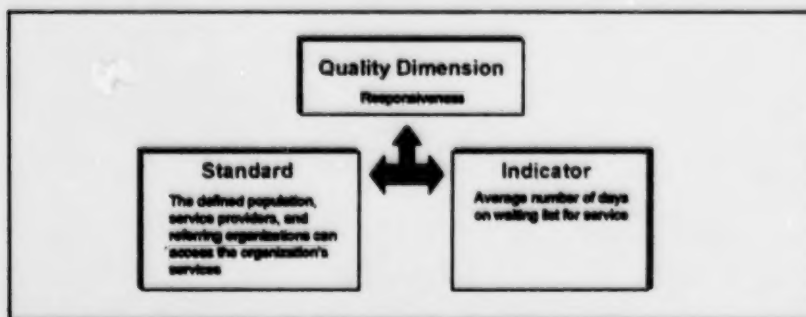 Quality Dimension
Responsiveness
Standard
The defined population,
service providers, and
referring organizations can
access the organization's
services
Indicator
Average number of days
on waiting list for service